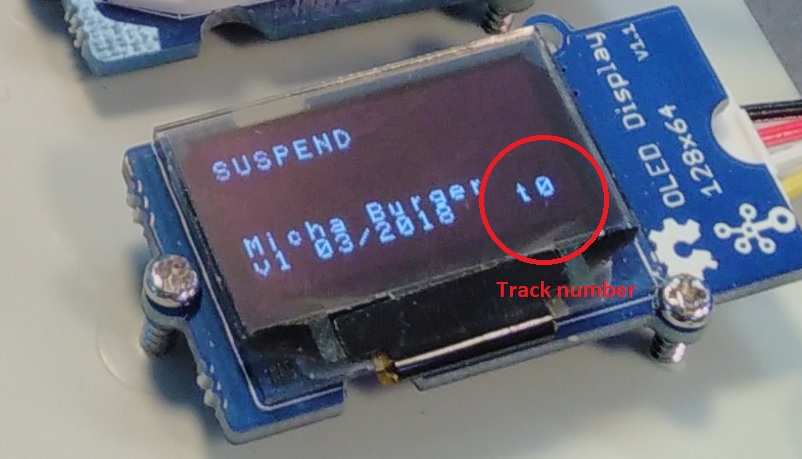 SUSPEND
Micha Burger t0
v1 03/2018
Track number
OLED Display
128x64
v1.1